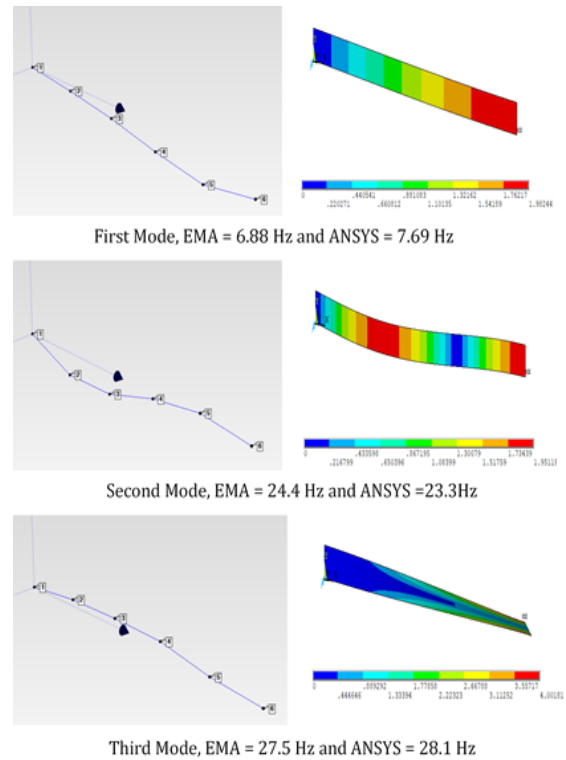 1
2
3
4
5
6
0 .440541 .881083 1.32162 1.76217
.220271 .660812 1.10135 1.54189 1.98244
First Mode, EMA = 6.88 Hz and ANSYS = 7.69 Hz
1
2
3
4
5
6
0 .433598 .867195 1.30079 1.73439
.216799 .650396 1.08399 1.51759 1.95119
Second Mode, EMA = 24.4 Hz and ANSYS =23.3Hz
1
2
3
4
5
6
0 .889292 1.77858 2.66788 3.55717
.444646 1.33394 2.22323 3.11252 4.00181
Third Mode, EMA = 27.5 Hz and ANSYS = 28.1 Hz